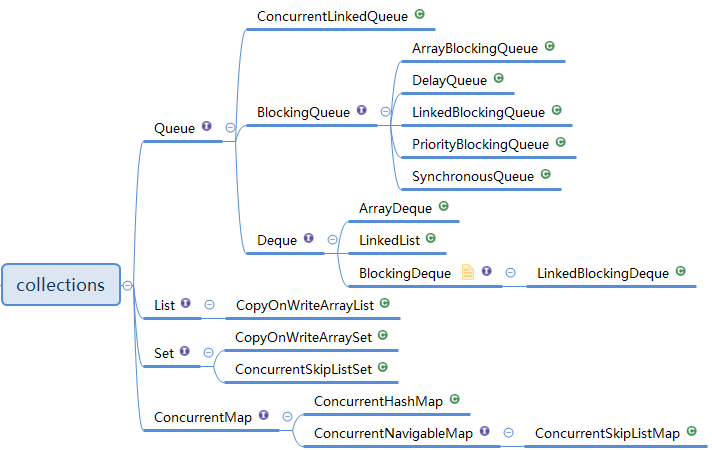 collections
Queue
ConcurrentLinkedQueue
BlockingQueue
ArrayBlockingQueue
DelayQueue
LinkedBlockingQueue
PriorityBlockingQueue
SynchronousQueue
Deque
ArrayDeque
LinkedList
BlockingDeque
LinkedBlockingDeque
List
CopyOnWriteArrayList
Set
CopyOnWriteArraySet
ConcurrentSkipListSet
ConcurrentMap
ConcurrentHashMap
ConcurrentNavigableMap
ConcurrentSkipListMap